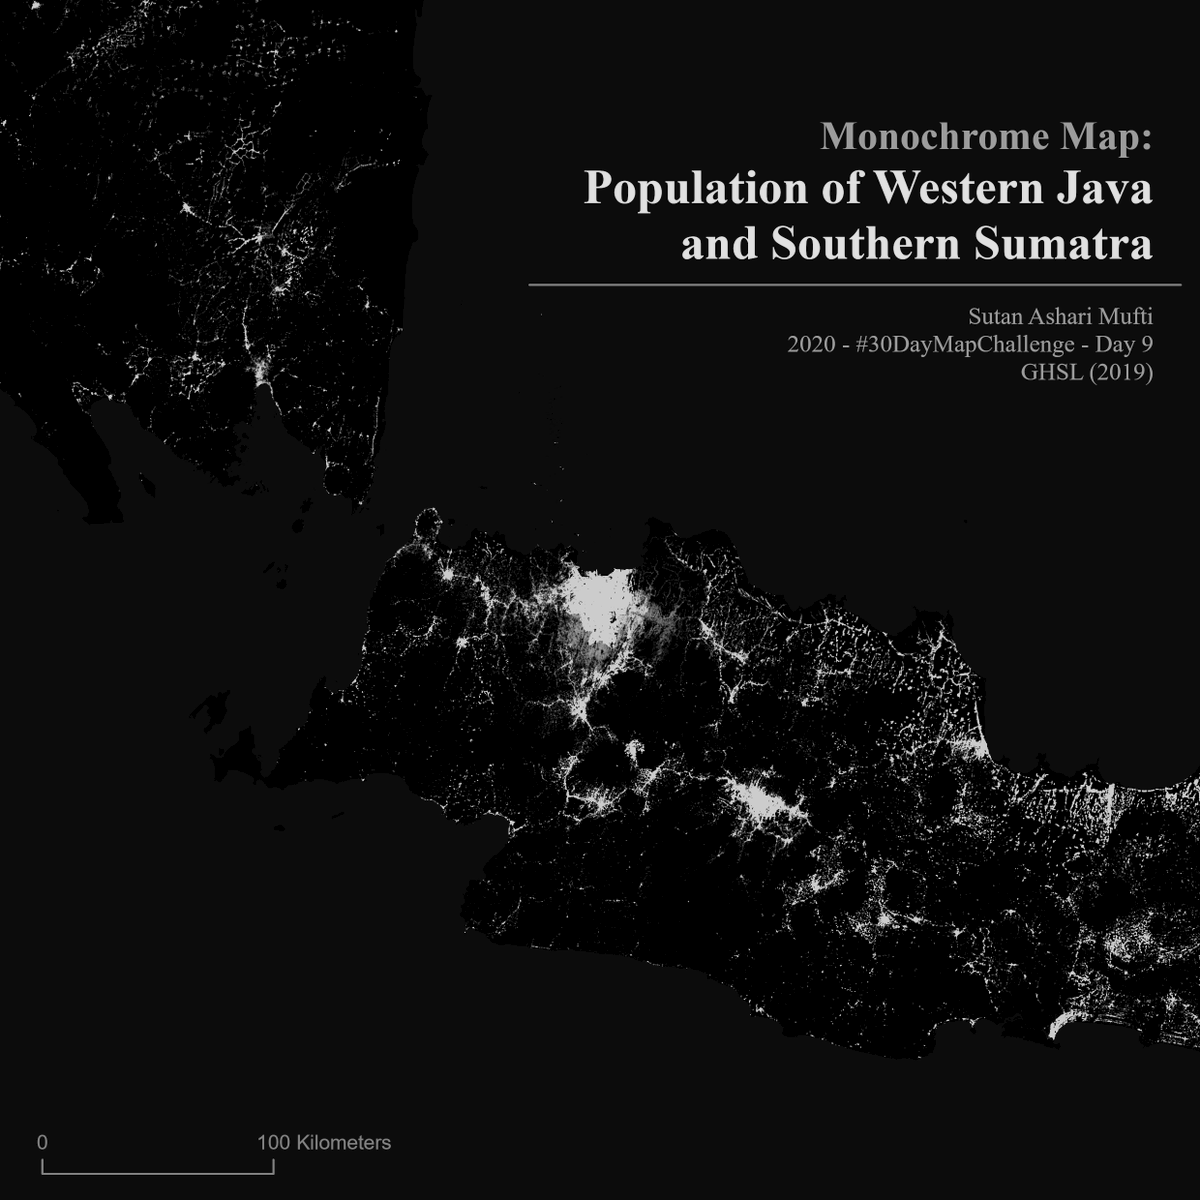 Monochrome Map:
Population of Western Java
and Southern Sumatra
Sutan Ashari Mufti
2020 - #30DayMapChallenge - Day 9
GHSL (2019)
0 100 Kilometers